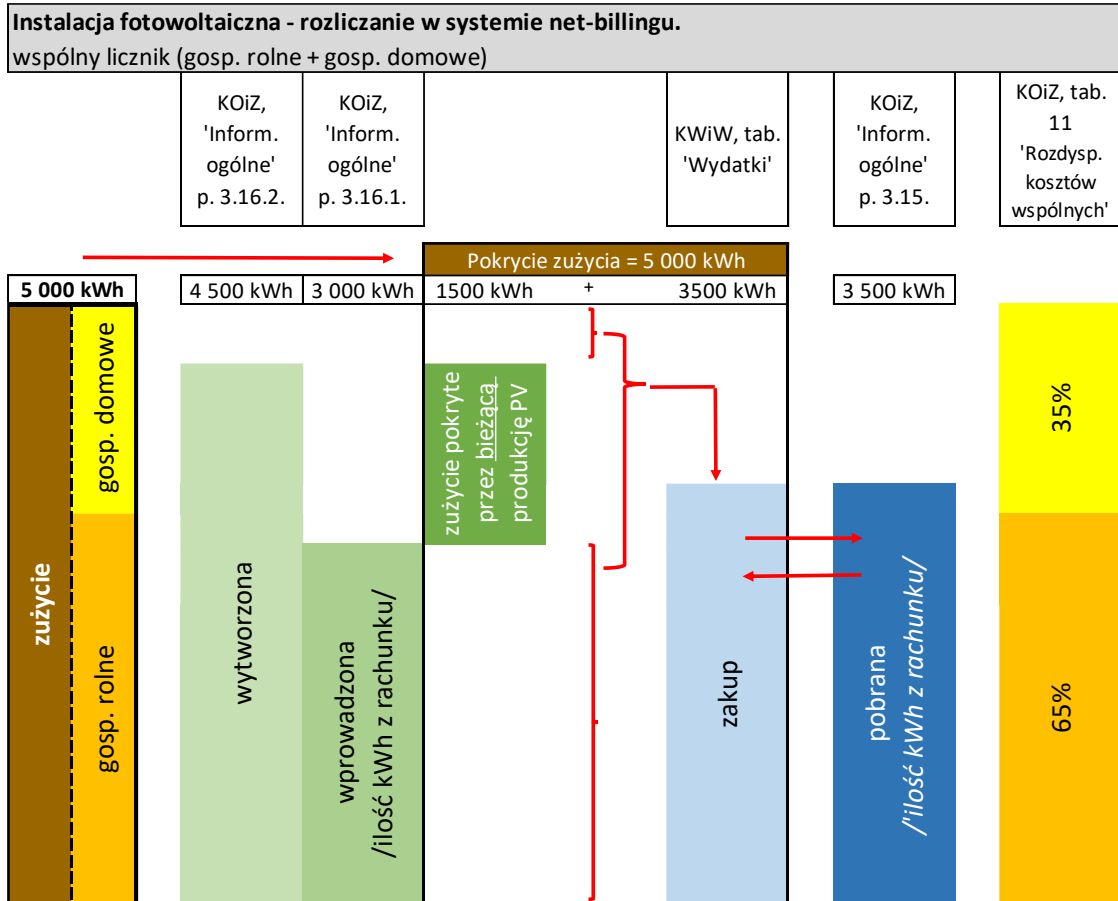 Instalacja fotowoltaiczna - rozliczanie w systemie net-billingu.
wspólny licznik (gosp. rolne + gosp. domowe)
KOiZ,
'Inform.
ogólne'
p. 3.16.2.
KOiZ,
'Inform.
ogólne'
p. 3.16.1.
KWiW, tab.
'Wydatki'
KOiZ,
'Inform.
ogólne'
p. 3.15.
KOiZ, tab.
11
'Rozdysp.
kosztów
wspólnych'
Pokrycie zużycia = 5 000 kWh
5 000 kWh
4 500 kWh
3 000 kWh
1500 kWh
+
3500 kWh
3 500 kWh
zużycie
gosp. domowe
gosp. rolne
wytworzona
wprowadzona
/ilość kWh z rachunku/
zużycie pokryte
przez bieżącą
produkcję PV
zakup
pobrana
/'ilość kWh z rachunku/
35%
65%